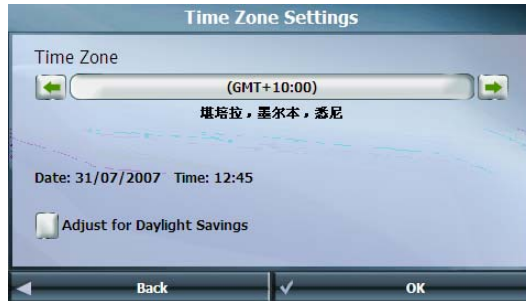 Time Zone Settings
Time Zone
(GMT+10:00)
堪培拉，墨尔本，悉尼
Date: 31/07/2007 Time: 12:45
Adjust for Daylight Savings
Back
OK